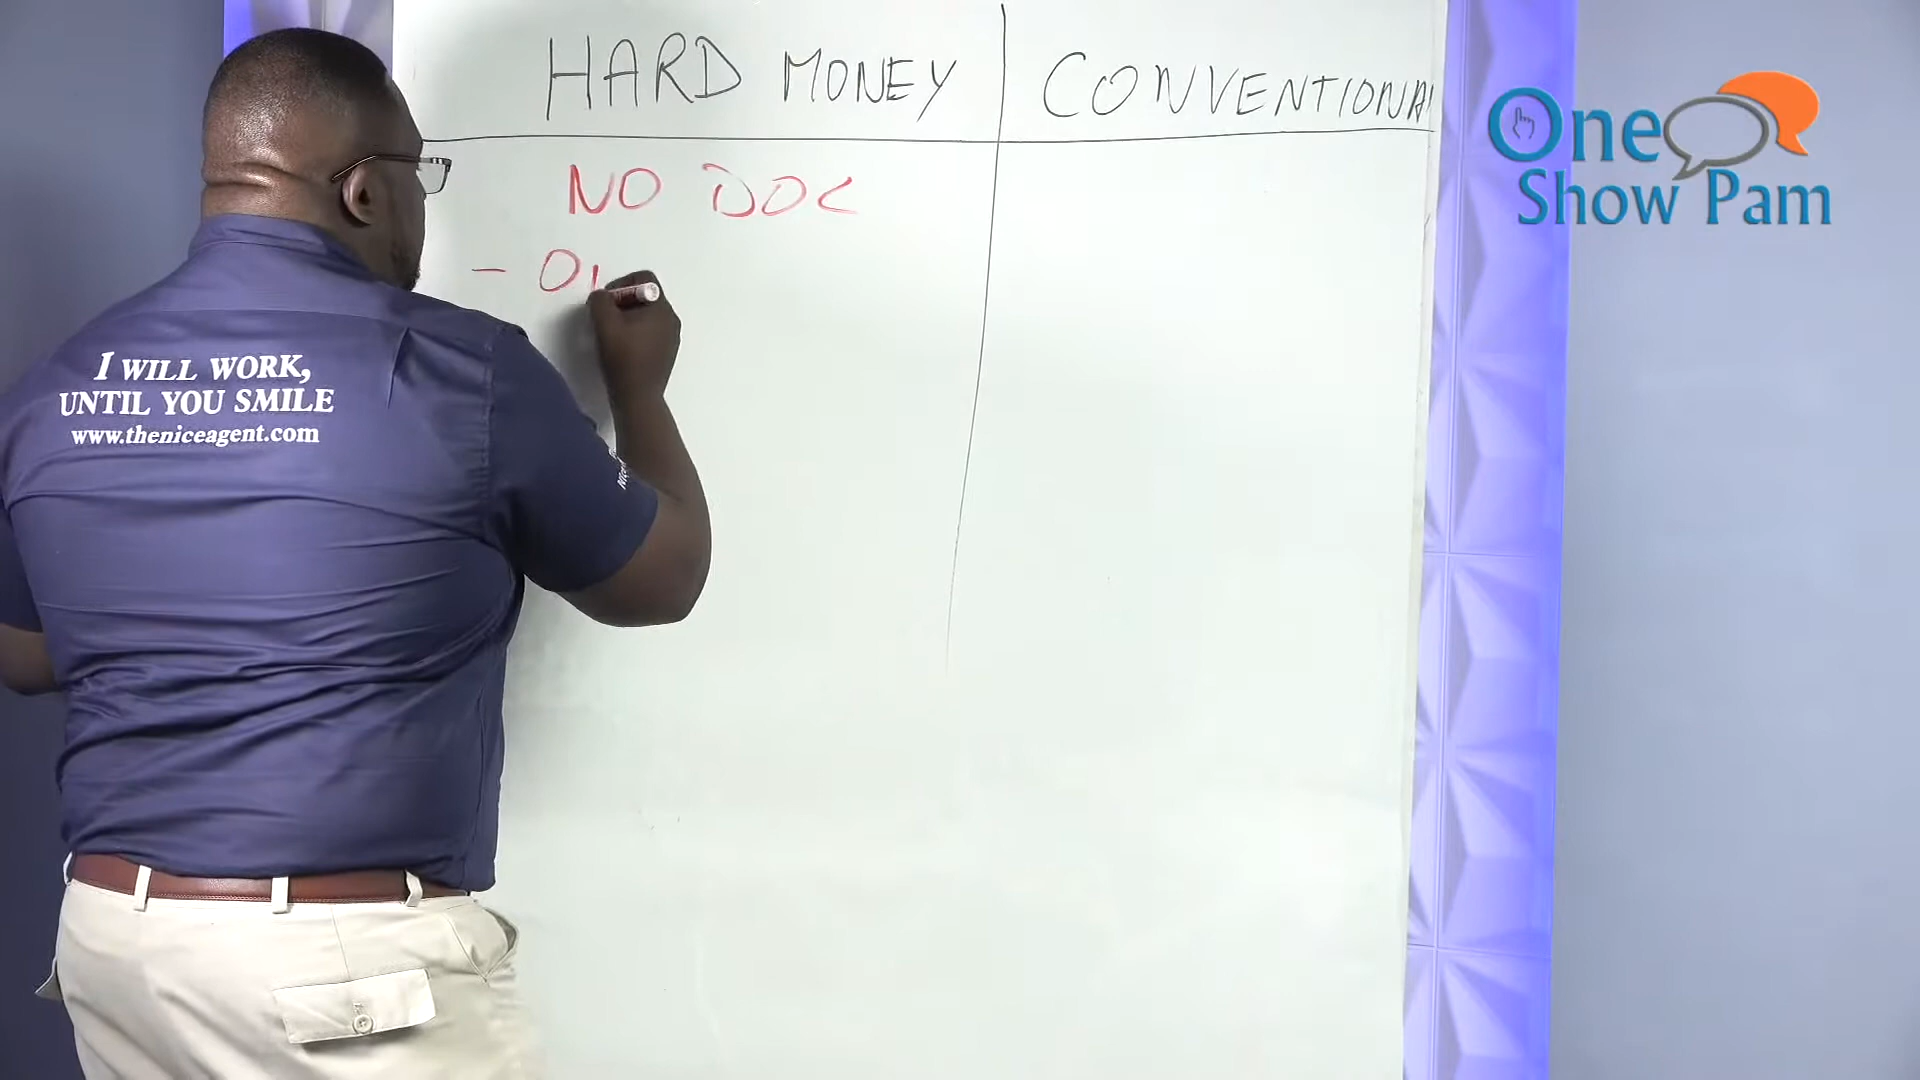 HARD MONEY
CONVENTIONAL
NO DOC
One
Show Pam
I WILL WORK,
UNTIL YOU SMILE
www.theniceagent.com